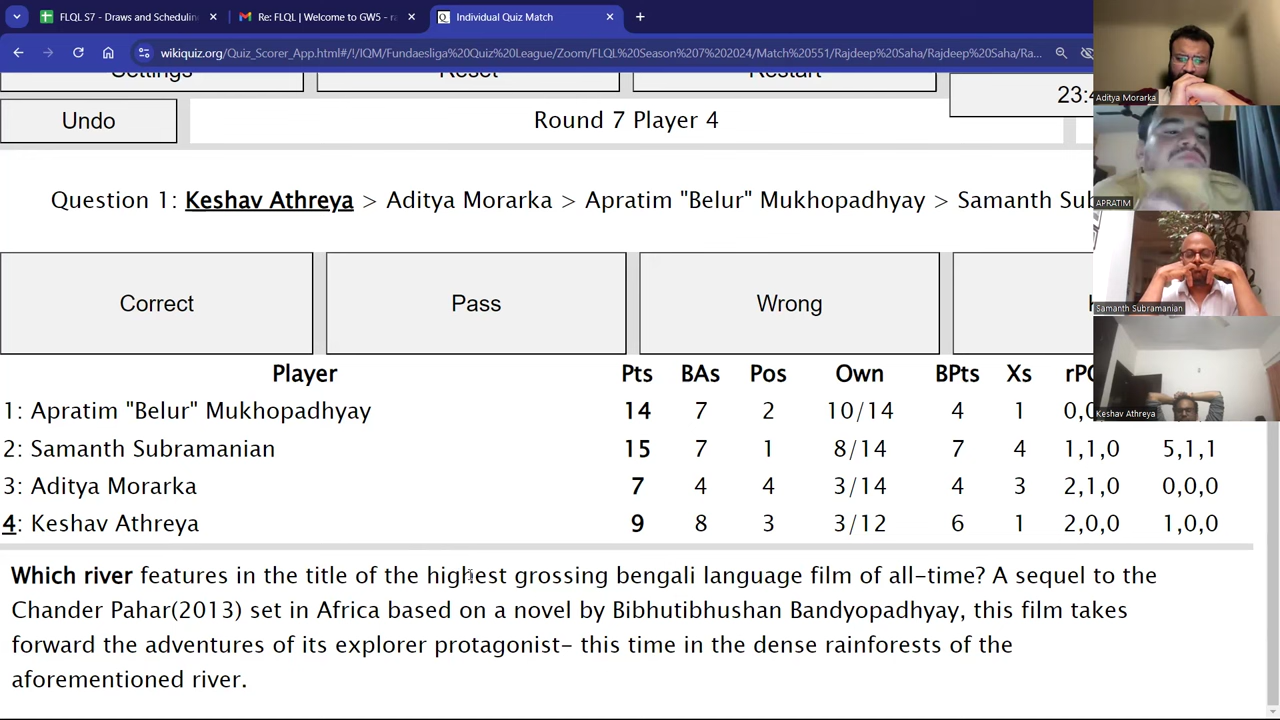 FLQL S7 - Draws and Scheduling
Re: FLQL | Welcome to GW5 - ra
Individual Quiz Match
wikiquiz.org/Quiz_Scorer_App.html#/!/IQM/Fundaesliga%20Quiz%20League/Zoom/FLQL%20Season%207%202024/Match%20551/Rajdeep%20Saha/Rajdeep%20Saha/Ra...
Settings
Reset
Restart
23:4
Undo
Round 7 Player 4
Question 1: Keshav Athreya > Aditya Morarka > Apratim "Belur" Mukhopadhyay > Samanth Sub
Correct
Pass
Wrong
Player Pts BAs Pos Own BPts Xs rPO
1: Apratim "Belur" Mukhopadhyay 14 7 2 10/14 4 1 0,0
2: Samanth Subramanian 15 7 1 8/14 7 4 1,1,0 5,1,1
3: Aditya Morarka 7 4 4 3/14 4 3 2,1,0 0,0,0
4: Keshav Athreya 9 8 3 3/12 6 1 2,0,0 1,0,0
Which river features in the title of the highest grossing bengali language film of all-time? A sequel to the
Chander Pahar(2013) set in Africa based on a novel by Bibhutibhushan Bandyopadhyay, this film takes
forward the adventures of its explorer protagonist- this time in the dense rainforests of the
aforementioned river.
Aditya Morarka
APRATIM
Samanth Subramanian
Keshav Athreya